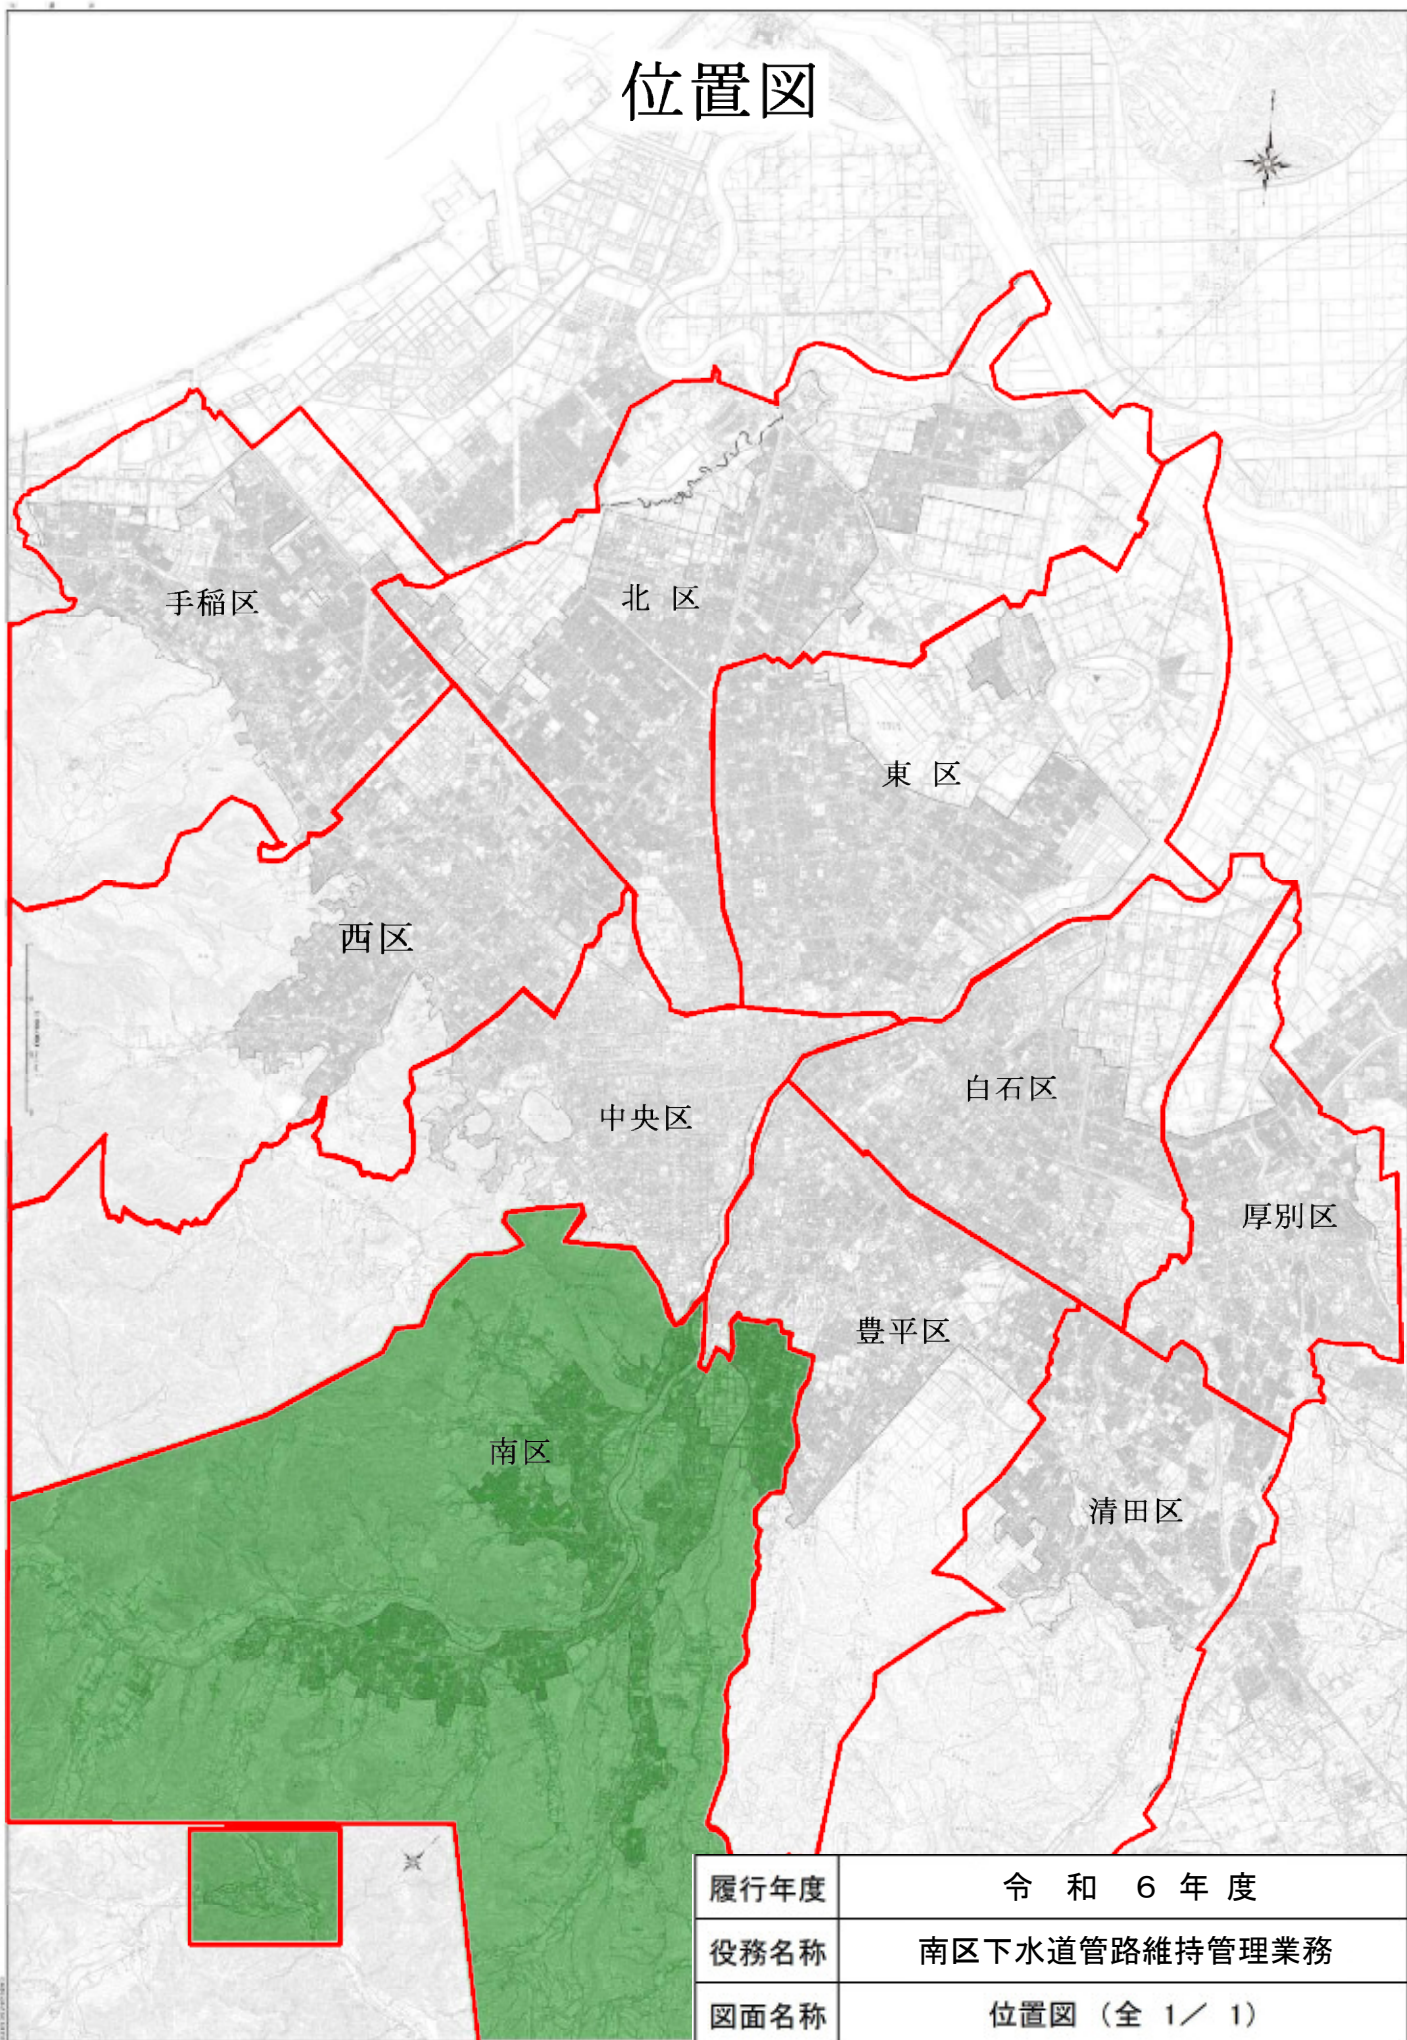 位置図
手稲区
北 区
東 区
西区
白石区
中央区
厚別区
豊平区
南区
清田区
履行年度 令 和 6 年 度
役務名称 南区下水道管路維持管理業務
図面名称 位置図 (全 1/ 1)